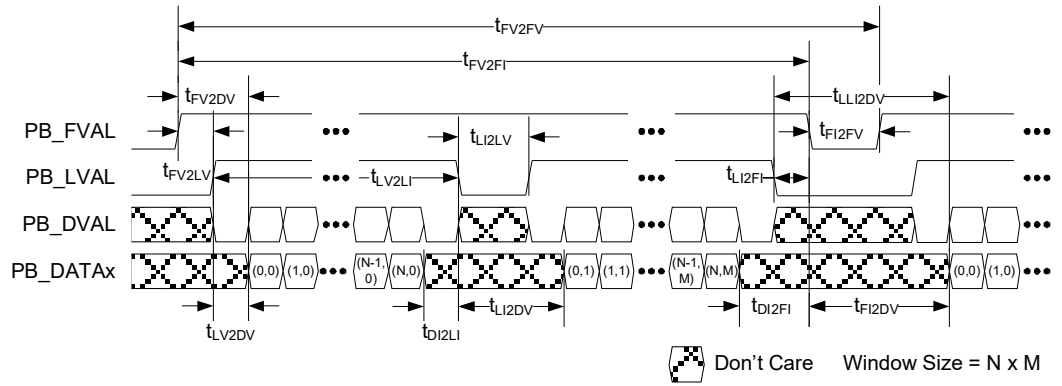 tFV2FV
tFV2FI
tFV2DV
tLLI2DV
PB_FVAL
•••
•••
tLI2LV
tFI2FV
•••
PB_LVAL
tFV2LV
•••
tLV2LI
•••
tLI2FI
•••
PB_DVAL
•••
•••
•••
PB_DATAx
(0,0)
(1,0)
•••
(N-1,
0)
(N,0)
(0,1)
(1,1)
•••
(N-1,
M)
(N,M)
(0,0)
(1,0)
•••
tLV2DV
tDI2LI
tLI2DV
tDI2FI
tFI2DV
Don't Care
Window Size = N x M